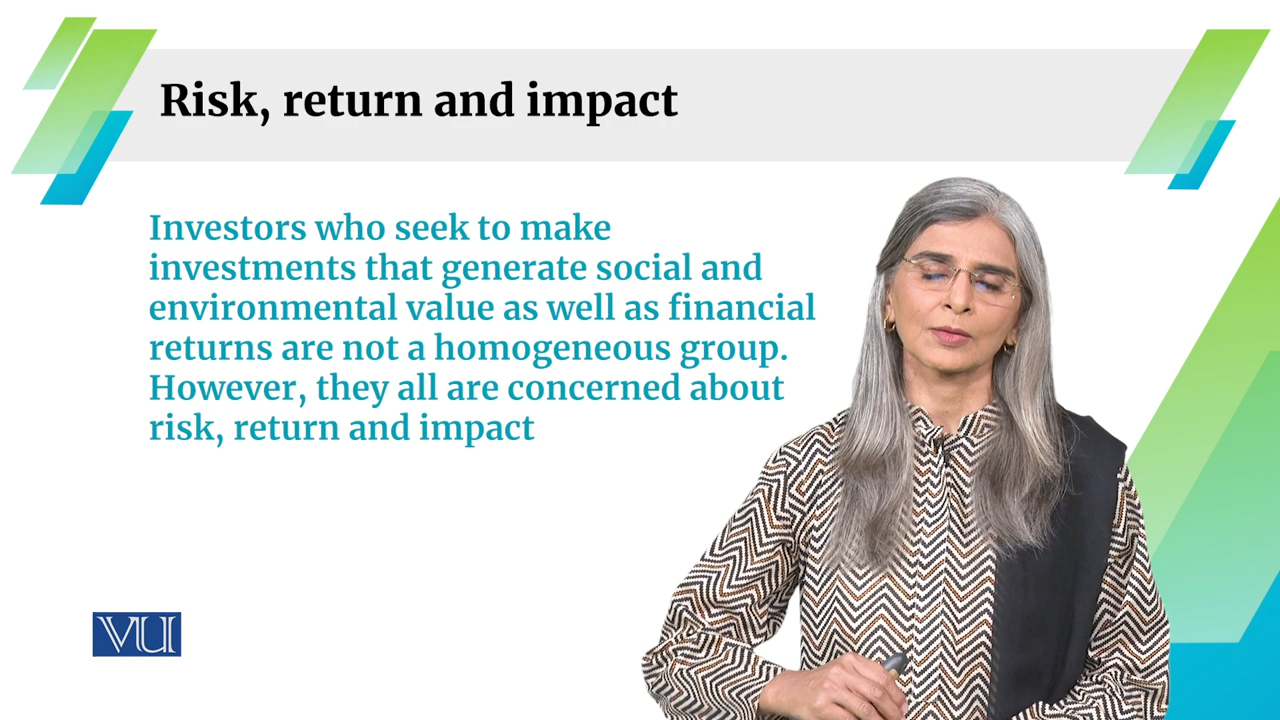 Risk, return and impact
Investors who seek to make
investments that generate social and
environmental value as well as financial
returns are not a homogeneous group.
However, they all are concerned about
risk, return and impact
VU